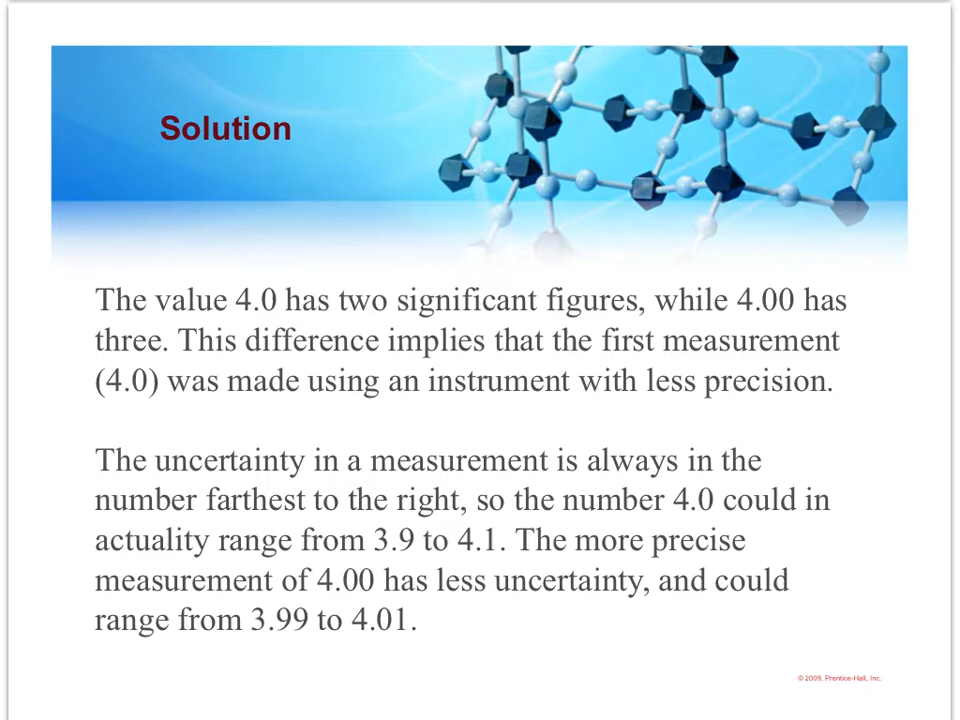 Solution
The value 4.0 has two significant figures, while 4.00 has
three. This difference implies that the first measurement
(4.0) was made using an instrument with less precision.
The uncertainty in a measurement is always in the
number farthest to the right, so the number 4.0 could in
actuality range from 3.9 to 4.1. The more precise
measurement of 4.00 has less uncertainty, and could
range from 3.99 to 4.01.
© 2009, Prentice-Hall, Inc.